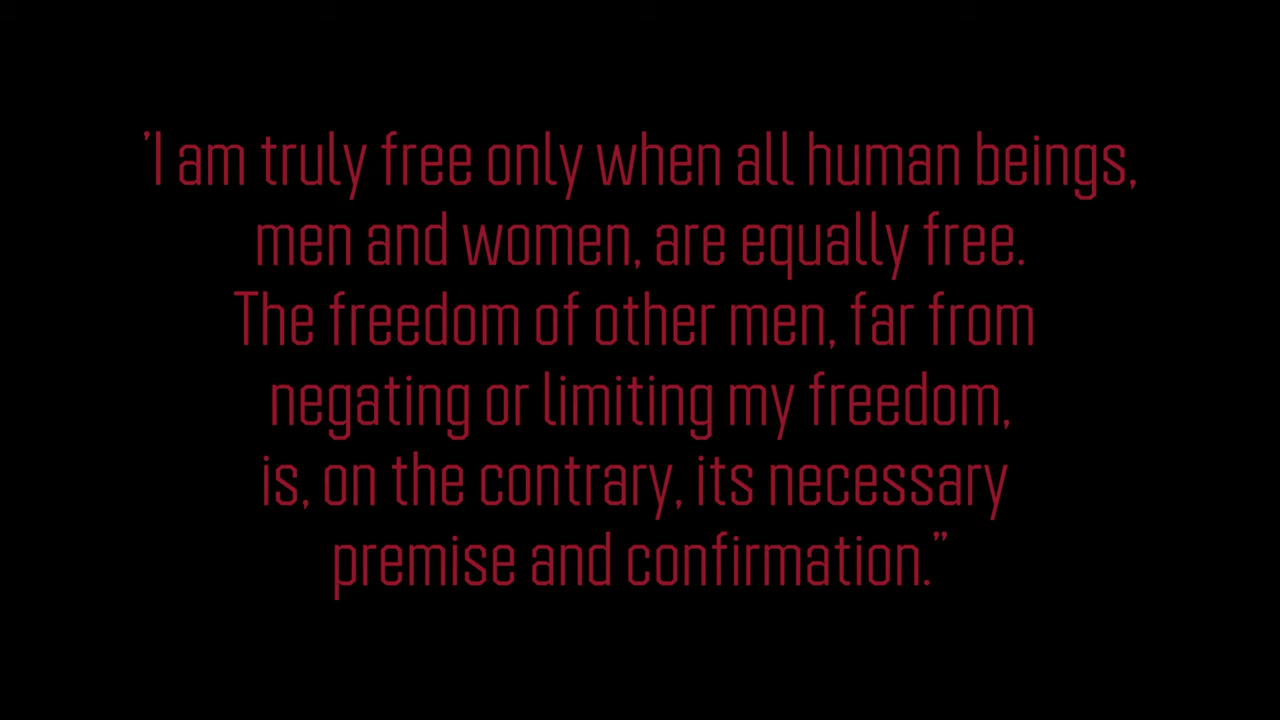 'I am truly free only when all human beings,
men and women, are equally free.
The freedom of other men, far from
negating or limiting my freedom,
is, on the contrary, its necessary
premise and confirmation.”